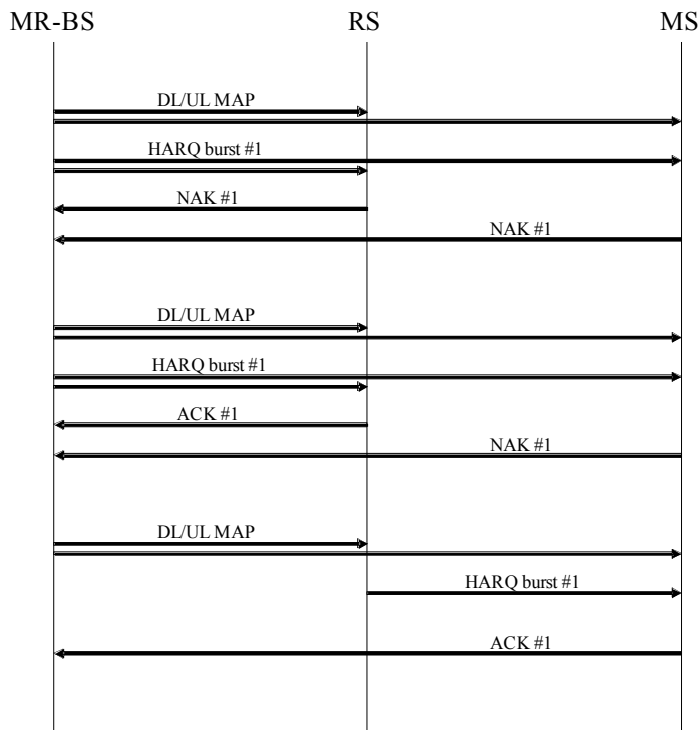 MR-BS RS MS
DL/UL MAP
HARQ burst #1
NAK #1
NAK #1
DL/UL MAP
HARQ burst #1
ACK #1
NAK #1
DL/UL MAP
HARQ burst #1
ACK #1